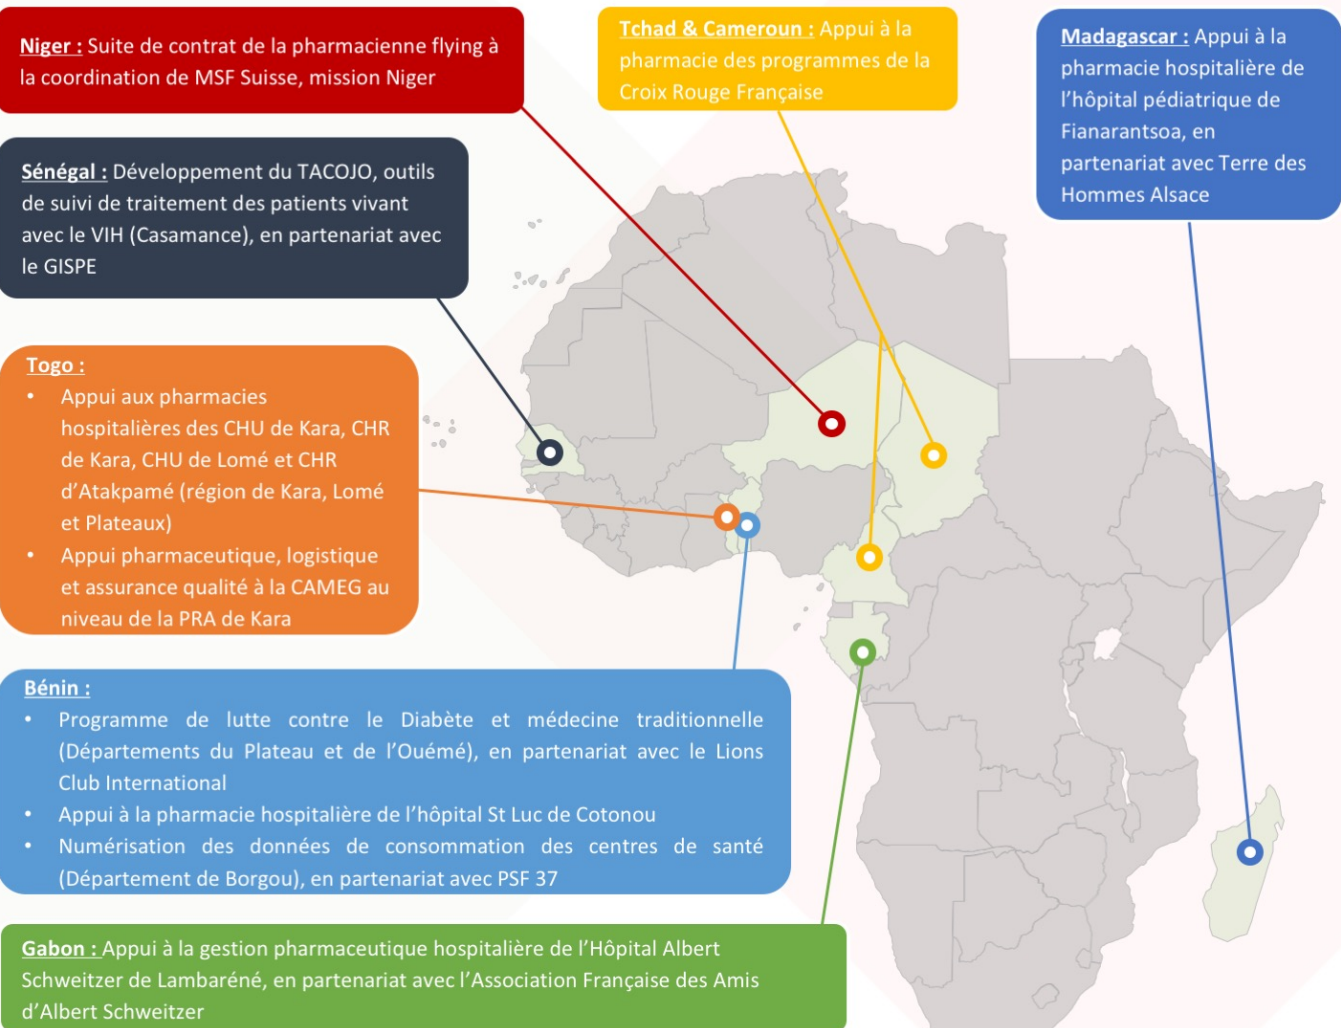 Niger : Suite de contrat de la pharmacienne flying à
la coordination de MSF Suisse, mission Niger
Tchad & Cameroun : Appui à la
pharmacie des programmes de la
Croix Rouge Française
Madagascar : Appui à la
pharmacie hospitalière de
l’hôpital pédiatrique de
Fianarantsoa, en
partenariat avec Terre des
Hommes Alsace
Sénégal : Développement du TACOJO, outils
de suivi de traitement des patients vivant
avec le VIH (Casamance), en partenariat avec
le GISPE
Togo :
• Appui aux pharmacies
hospitalières des CHU de Kara, CHR
de Kara, CHU de Lomé et CHR
d’Atakpamé (région de Kara, Lomé
et Plateaux)
• Appui pharmaceutique, logistique
et assurance qualité à la CAMEG au
niveau de la PRA de Kara
Bénin :
• Programme de lutte contre le Diabète et médecine traditionnelle
(Départements du Plateau et de l’Ouémé), en partenariat avec le Lions
Club International
• Appui à la pharmacie hospitalière de l’hôpital St Luc de Cotonou
• Numérisation des données de consommation des centres de santé
(Département de Borgou), en partenariat avec PSF 37
Gabon : Appui à la gestion pharmaceutique hospitalière de l’Hôpital Albert
Schweitzer de Lambaréné, en partenariat avec l’Association Française des Amis
d’Albert Schweitzer